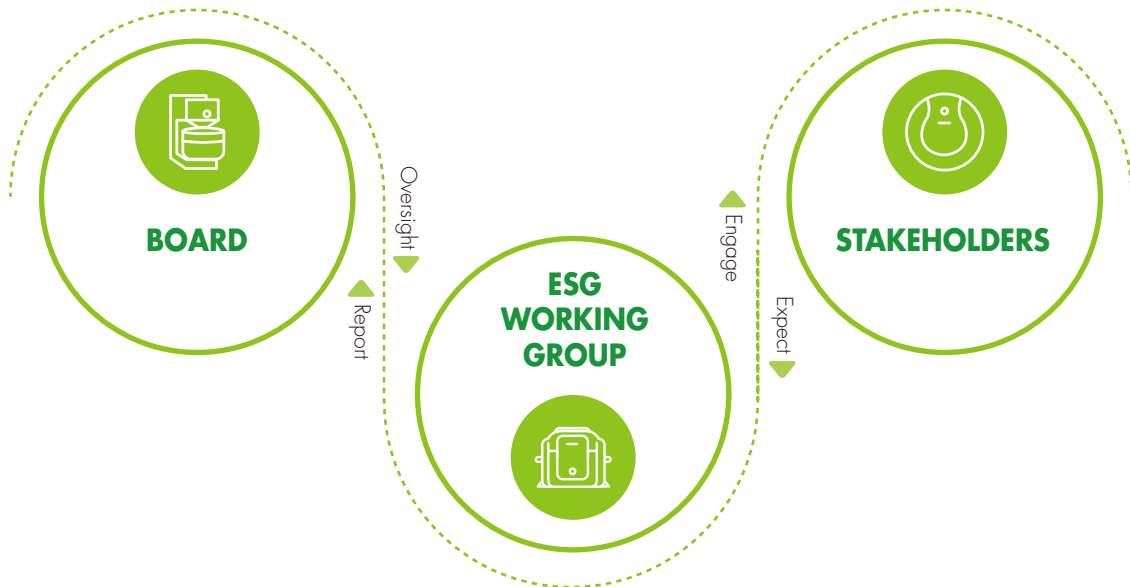 BOARD
Oversight
Report
ESG
WORKING
GROUP
Engage
Expect
STAKEHOLDERS